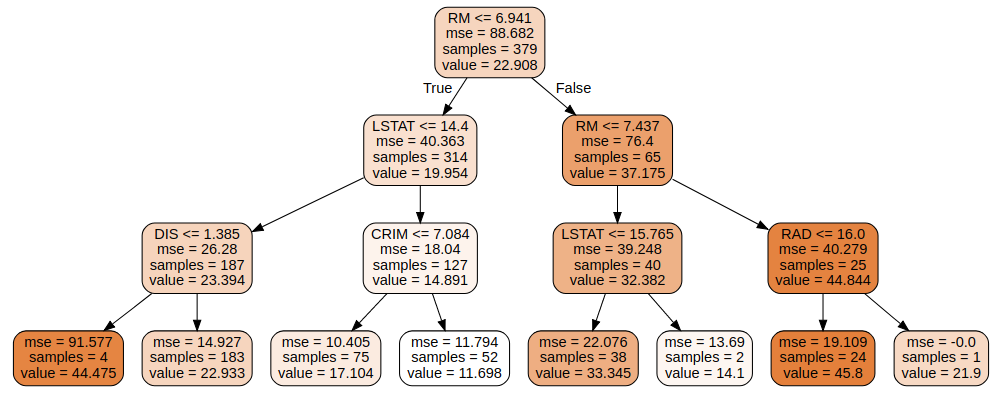 RM <= 6.941
mse = 88.682
samples = 379
value = 22.908
True
False
LSTAT <= 14.4
mse = 40.363
samples = 314
value = 19.954
RM <= 7.437
mse = 76.4
samples = 65
value = 37.175
DIS <= 1.385
mse = 26.28
samples = 187
value = 23.394
CRIM <= 7.084
mse = 18.04
samples = 127
value = 14.891
LSTAT <= 15.765
mse = 39.248
samples = 40
value = 32.382
RAD <= 16.0
mse = 40.279
samples = 25
value = 44.844
mse = 91.577
samples = 4
value = 44.475
mse = 14.927
samples = 183
value = 22.933
mse = 10.405
samples = 75
value = 17.104
mse = 11.794
samples = 52
value = 11.698
mse = 22.076
samples = 38
value = 33.345
mse = 13.69
samples = 2
value = 14.1
mse = 19.109
samples = 24
value = 45.8
mse = -0.0
samples = 1
value = 21.9